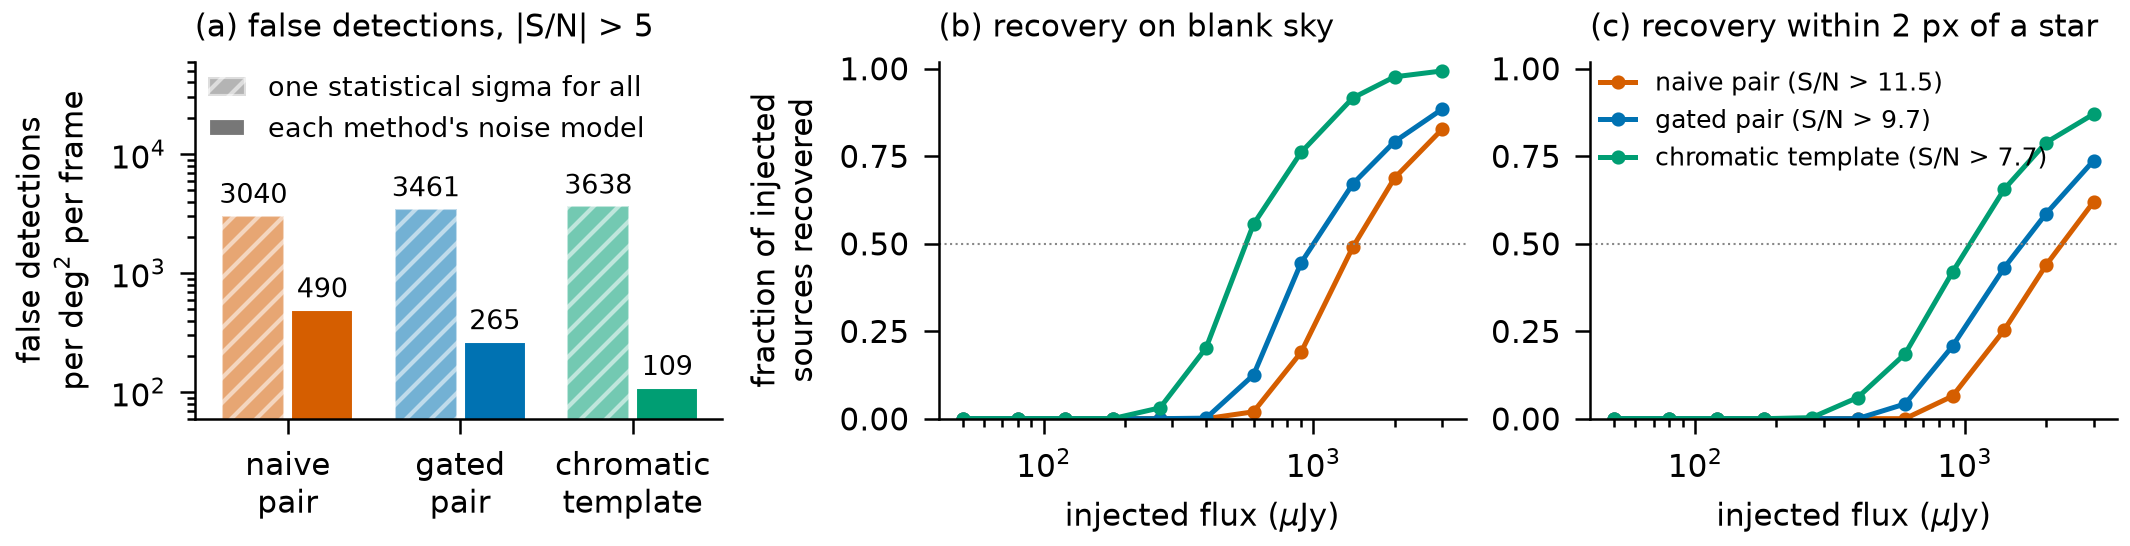 (a) false detections, |S/N| > 5
one statistical sigma for all
each method's noise model
false detections
per deg² per frame
10⁴
10³
10²
3040
490
3461
265
3638
109
naive
pair
gated
pair
chromatic
template
(b) recovery on blank sky
fraction of injected
sources recovered
1.00
0.75
0.50
0.25
0.00
10²
10³
injected flux (μJy)
(c) recovery within 2 px of a star
naive pair (S/N > 11.5)
gated pair (S/N > 9.7)
chromatic template (S/N > 7.7)
1.00
0.75
0.50
0.25
0.00
10²
10³
injected flux (μJy)